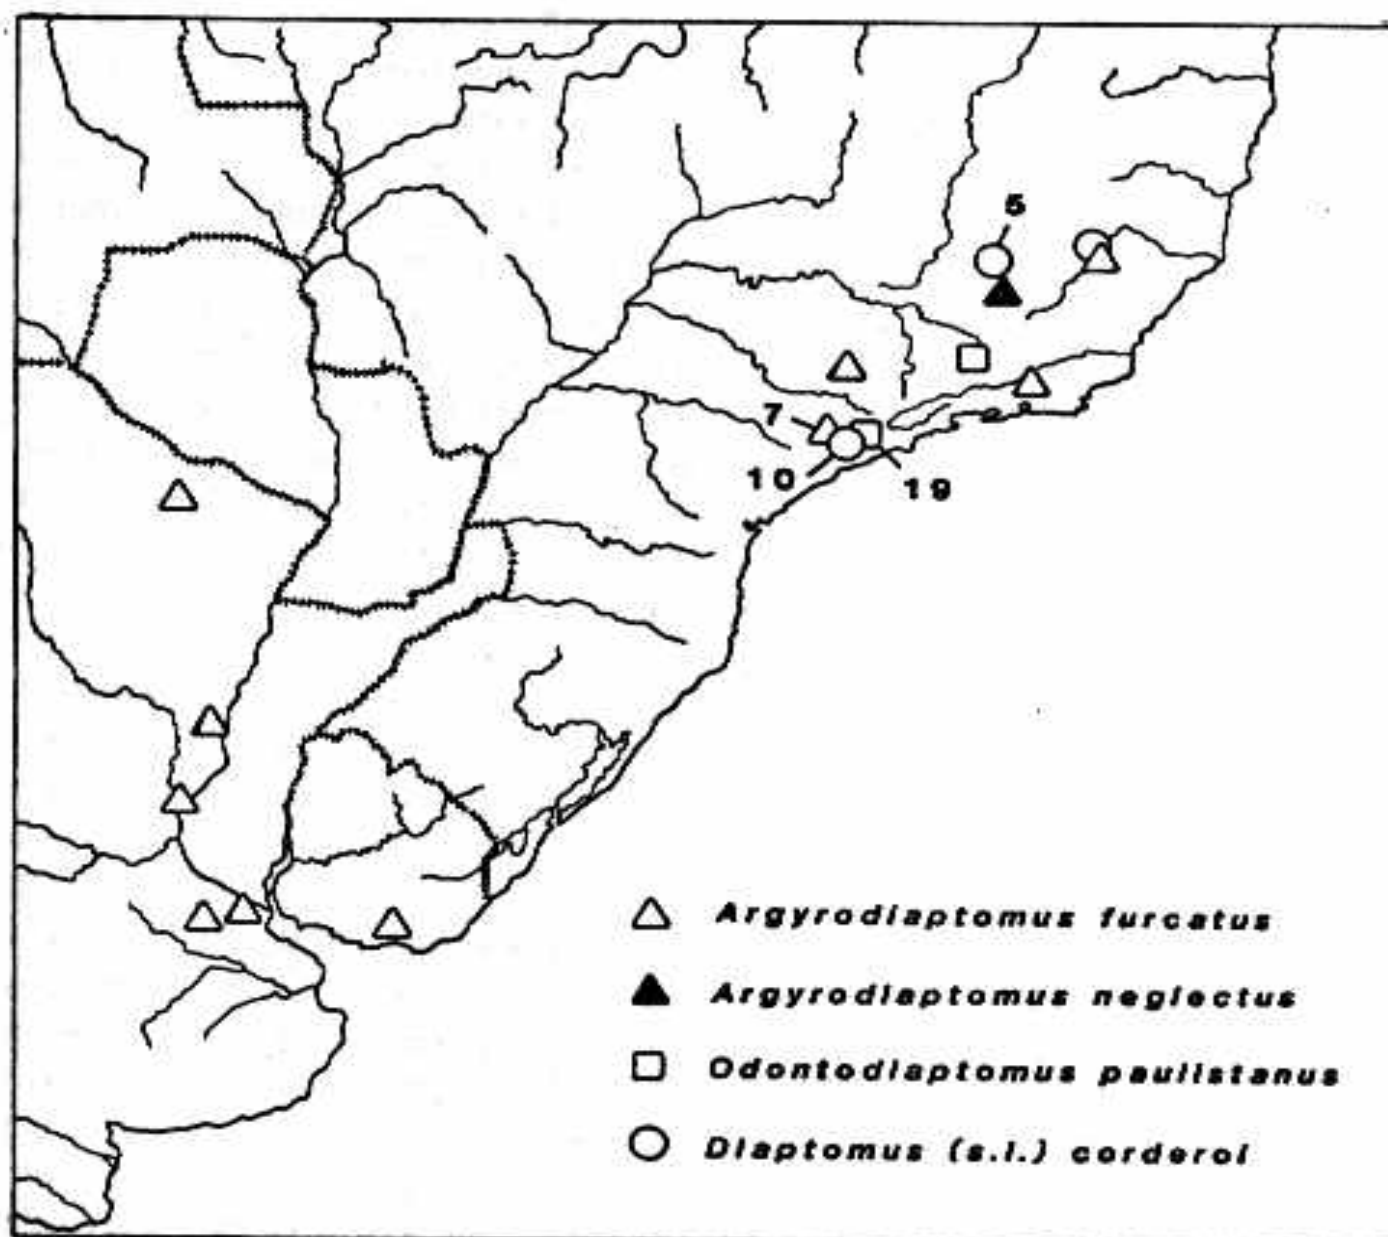 5
7
10
19
Argyrodiaptomus furcatus
Argyrodiaptomus neglectus
Odontodiaptomus paulistanus
Diaptomus (s.l.) corderoi